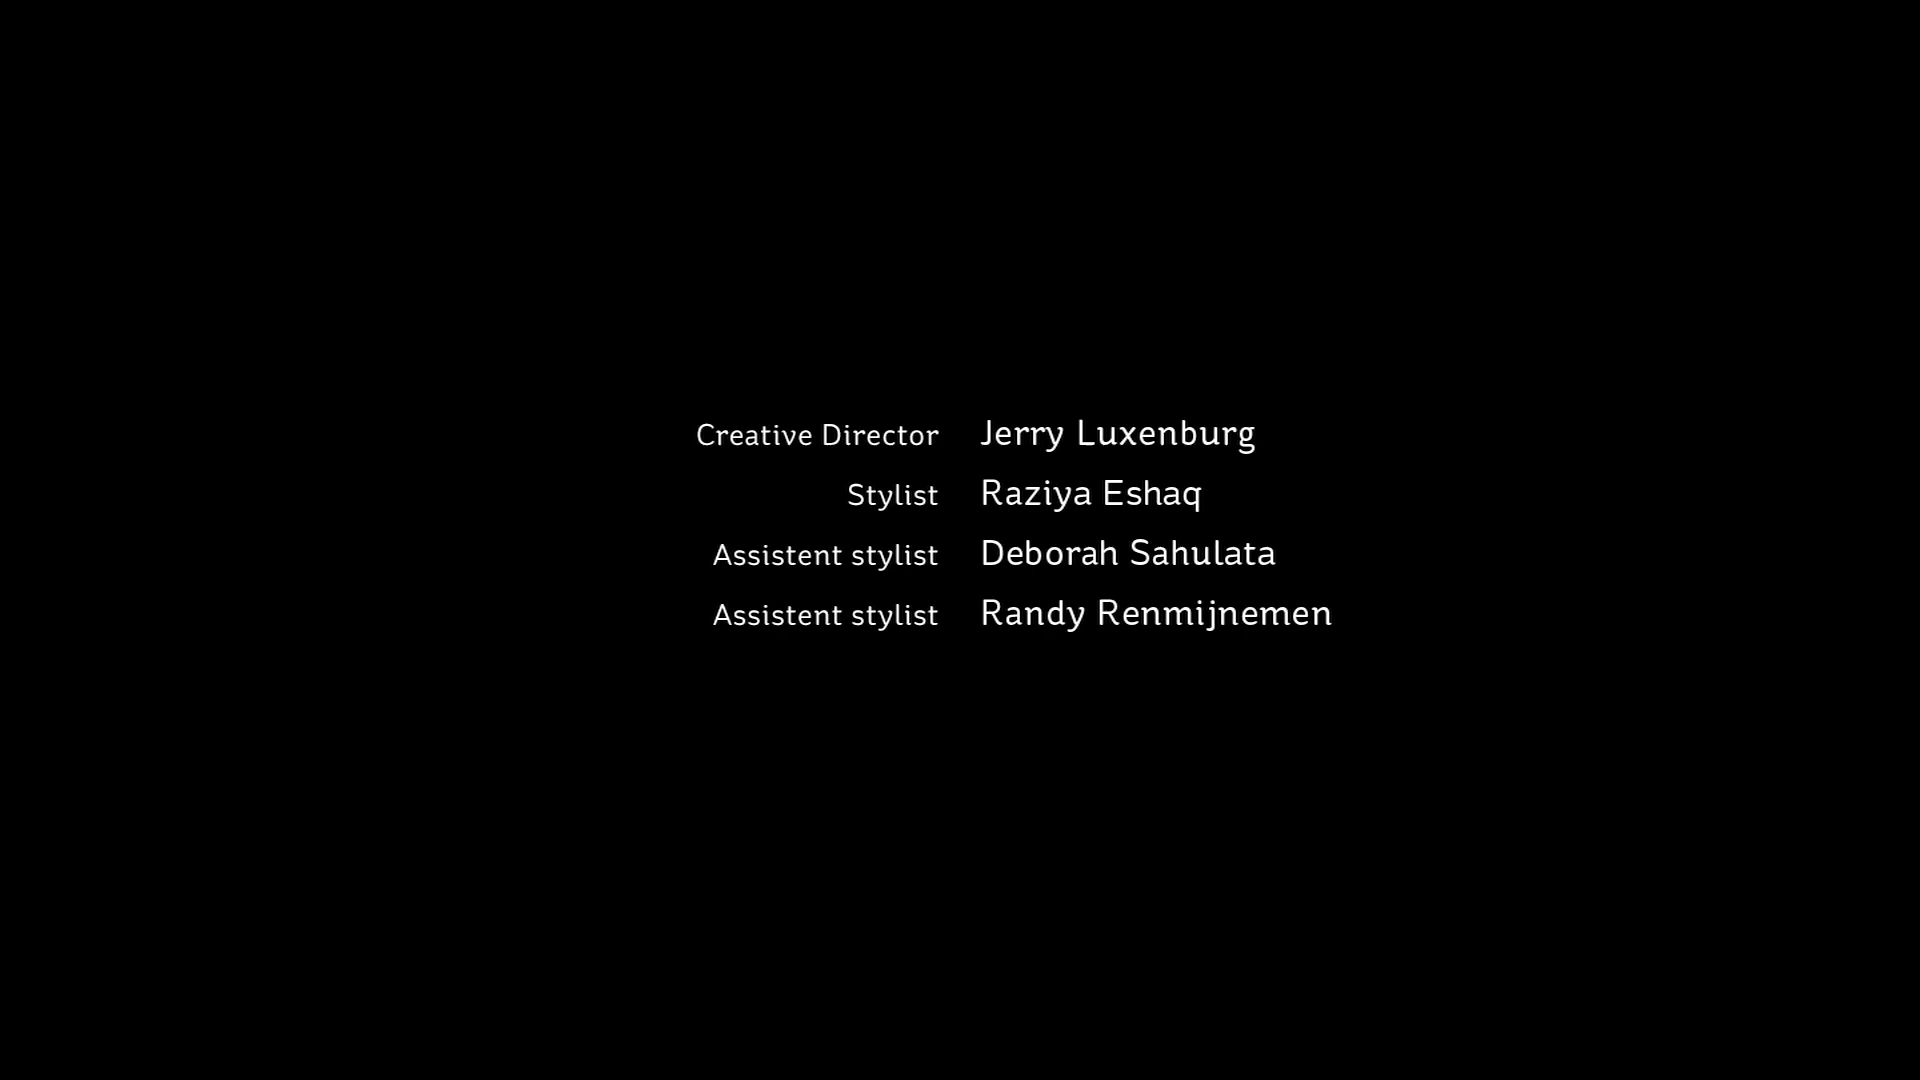 Creative Director Jerry Luxenburg
Stylist Raziya Eshaq
Assistent stylist Deborah Sahulata
Assistent stylist Randy Renmijnemen